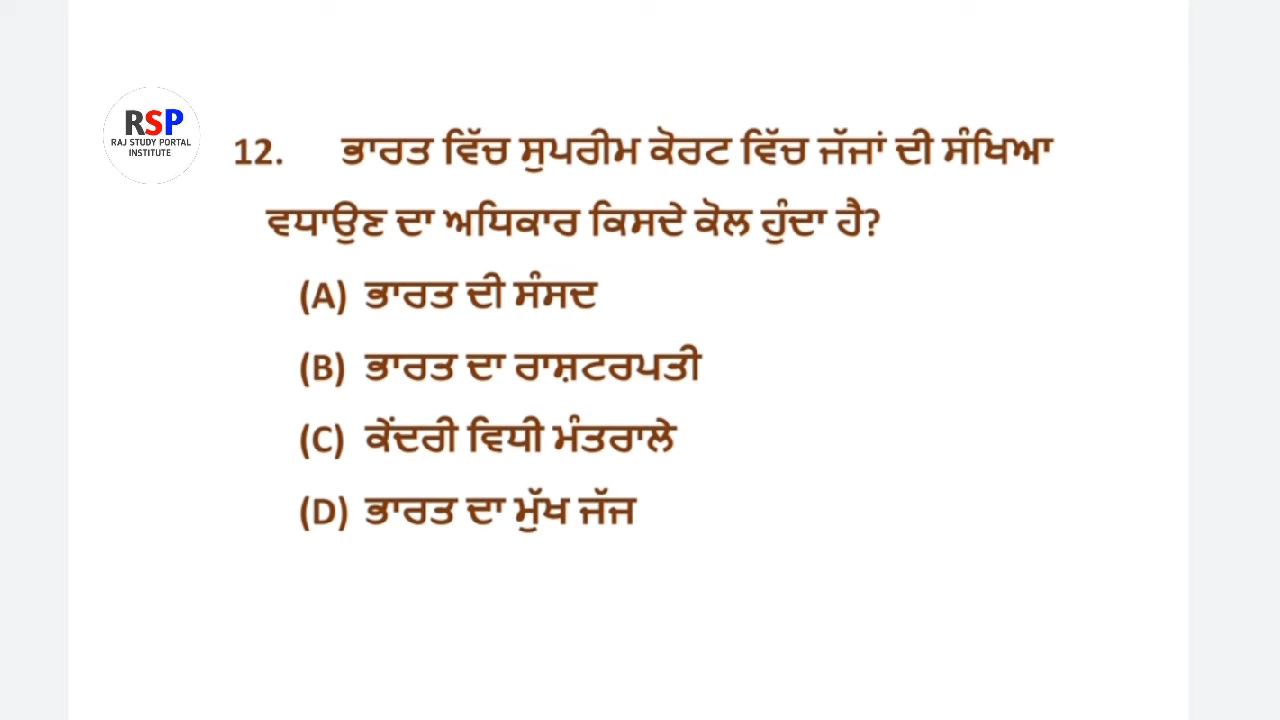 RSP
RAJ STUDY PORTAL
INSTITUTE
12. ਭਾਰਤ ਵਿੱਚ ਸੁਪਰੀਮ ਕੋਰਟ ਵਿੱਚ ਜੱਜਾਂ ਦੀ ਸੰਖਿਆ
ਵਧਾਉਣ ਦਾ ਅਧਿਕਾਰ ਕਿਸਦੇ ਕੋਲ ਹੁੰਦਾ ਹੈ?
(A) ਭਾਰਤ ਦੀ ਸੰਸਦ
(B) ਭਾਰਤ ਦਾ ਰਾਸ਼ਟਰਪਤੀ
(C) ਕੇਂਦਰੀ ਵਿਧੀ ਮੰਤਰਾਲੇ
(D) ਭਾਰਤ ਦਾ ਮੁੱਖ ਜੱਜ